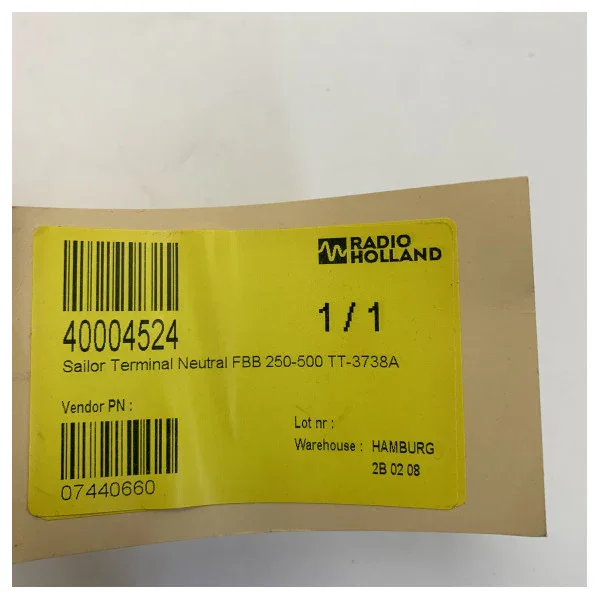 RADIO
HOLLAND
40004524
1 / 1
Sailor Terminal Neutral FBB 250-500 TT-3738A
Vendor PN :
Lot nr :
Warehouse : HAMBURG
2B 02 08
07440660